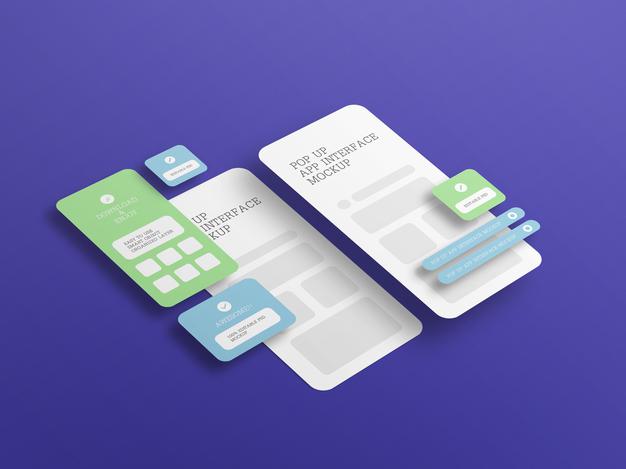 POP UP
APP INTERFACE
MOCKUP
EDITABLE PSD
DOWNLOAD
&
ENJOY
EASY TO USE
SMART OBJECT
ORGANIZED LAYER
UP
INTERFACE
KUP
EDITABLE PSD
POP UP APP INTERFACE MOCKUP
POP UP APP INTERFACE MOCKUP
AWESOME!!
100% EDITABLE PSD
MOCKUP